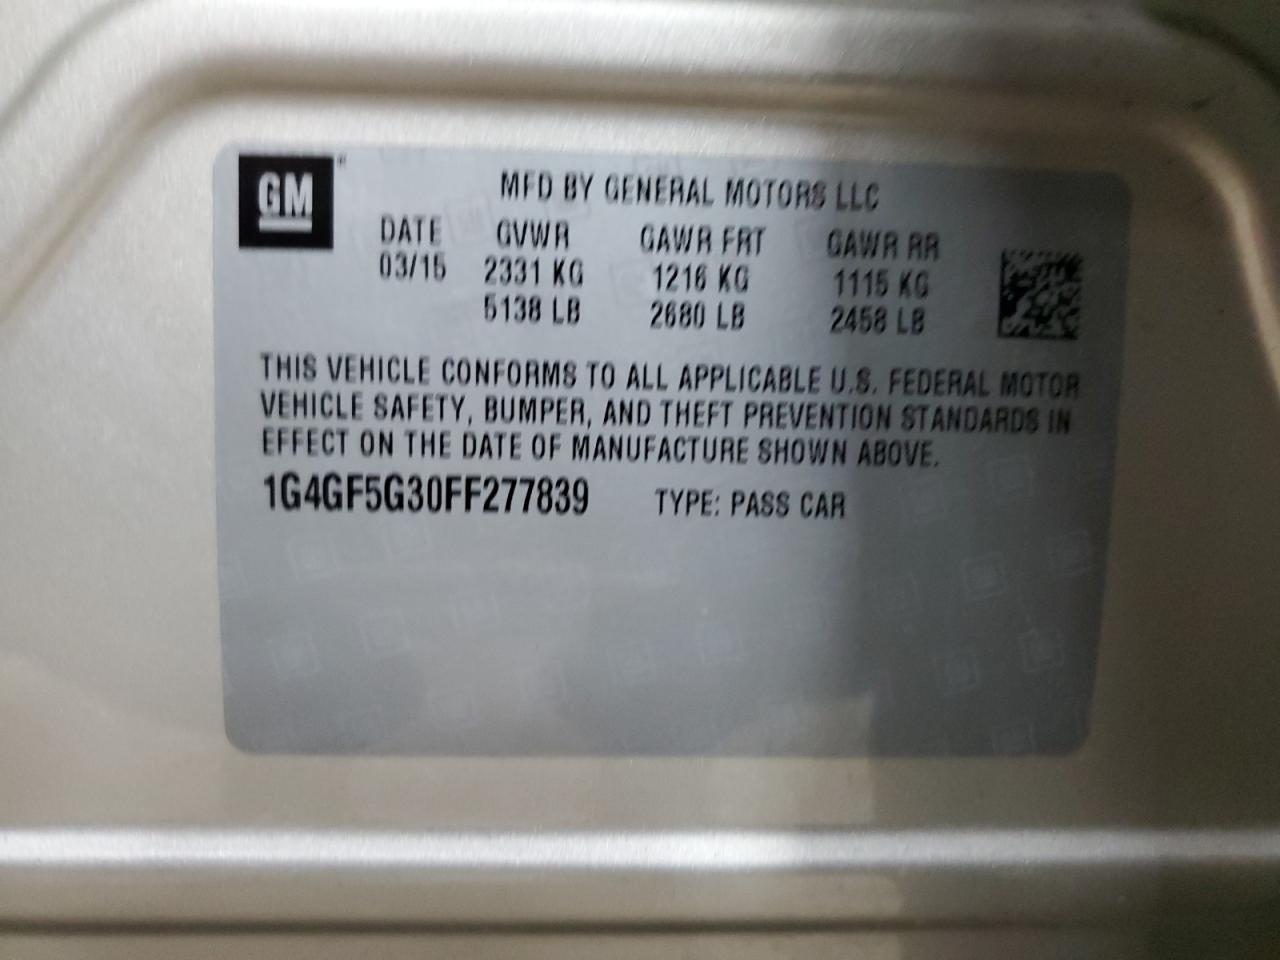 GM
MFD BY GENERAL MOTORS LLC
DATE GVWR GAWR FRT GAWR RR
03/15 2331 KG 1216 KG 1115 KG
5138 LB 2680 LB 2458 LB
THIS VEHICLE CONFORMS TO ALL APPLICABLE U.S. FEDERAL MOTOR
VEHICLE SAFETY, BUMPER, AND THEFT PREVENTION STANDARDS IN
EFFECT ON THE DATE OF MANUFACTURE SHOWN ABOVE.
1G4GF5G30FF277839 TYPE: PASS CAR